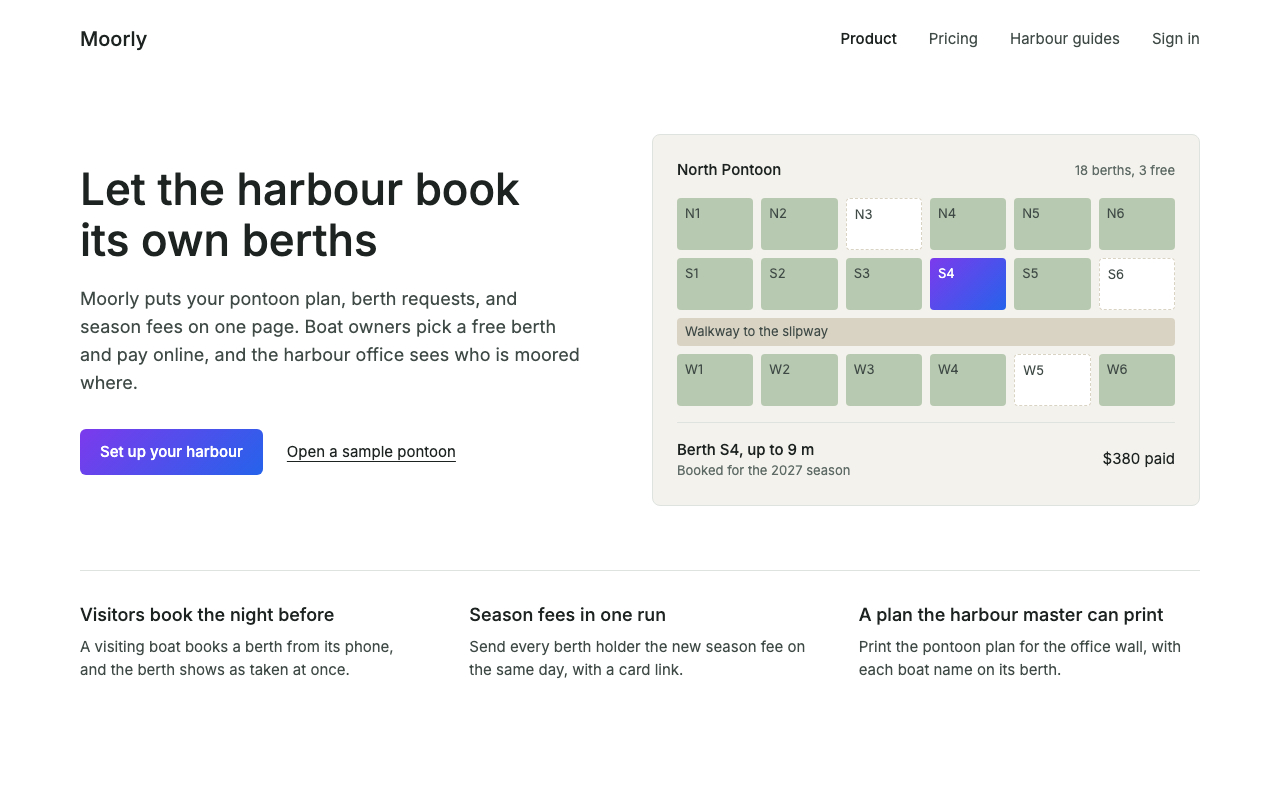 Moorly
Product Pricing Harbour guides Sign in
Let the harbour book
its own berths
Moorly puts your pontoon plan, berth requests, and
season fees on one page. Boat owners pick a free berth
and pay online, and the harbour office sees who is moored
where.
Set up your harbour
Open a sample pontoon
North Pontoon
18 berths, 3 free
N1 N2 N3 N4 N5 N6
S1 S2 S3 S4 S5 S6
Walkway to the slipway
W1 W2 W3 W4 W5 W6
Berth S4, up to 9 m
Booked for the 2027 season
$380 paid
Visitors book the night before
A visiting boat books a berth from its phone,
and the berth shows as taken at once.
Season fees in one run
Send every berth holder the new season fee on
the same day, with a card link.
A plan the harbour master can print
Print the pontoon plan for the office wall, with
each boat name on its berth.